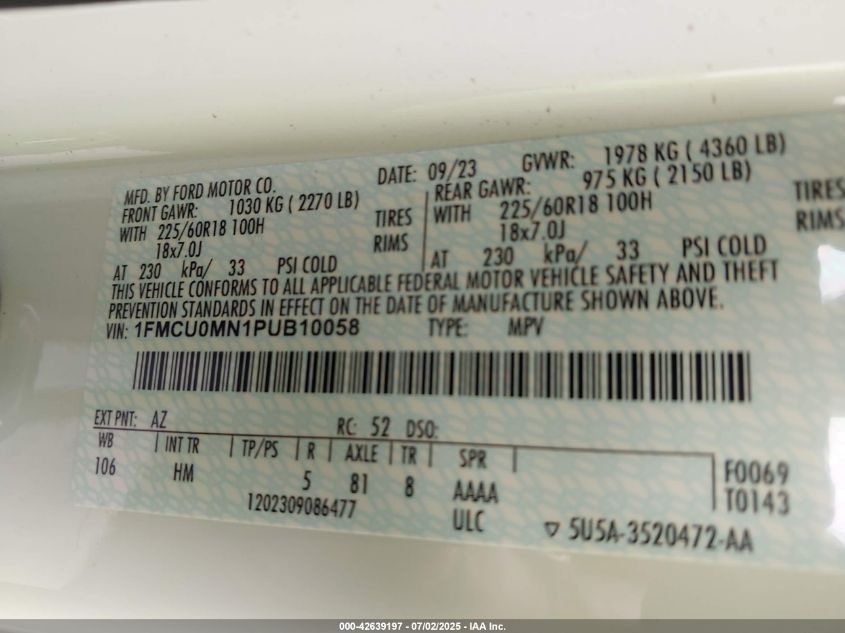 MFD. BY FORD MOTOR CO. DATE: 09/23 GVWR: 1978 KG ( 4360 LB)
FRONT GAWR: 1030 KG ( 2270 LB) REAR GAWR: 975 KG ( 2150 LB)
WITH 225/60R18 100H TIRES WITH 225/60R18 100H TIRES
18x7.0J RIMS 18x7.0J RIMS
AT 230 kPa/ 33 PSI COLD AT 230 kPa/ 33 PSI COLD
THIS VEHICLE CONFORMS TO ALL APPLICABLE FEDERAL MOTOR VEHICLE SAFETY AND THEFT
PREVENTION STANDARDS IN EFFECT ON THE DATE OF MANUFACTURE SHOWN ABOVE.
VIN: 1FMCU0MN1PUB10058 TYPE: MPV
EXT PNT: AZ RC: 52 DSO:
WB INT TR TP/PS R AXLE TR SPR
106 HM 5 81 8 AAAA F0069
1202309086477 ULC T0143
▽ 5U5A-3520472-AA
000-42639197 - 07/02/2025 - IAA Inc.